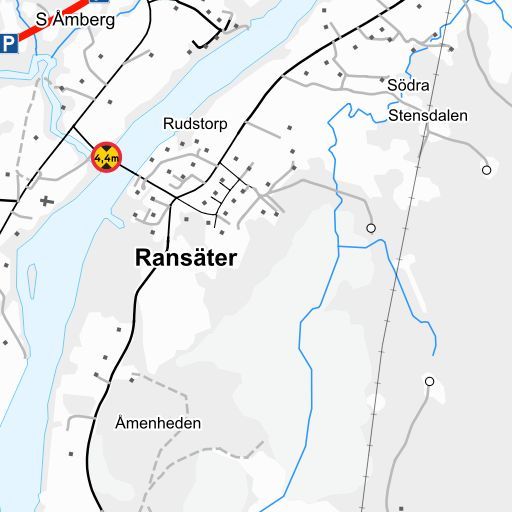 P
S Åmberg
Södra
Stensdalen
Rudstorp
4,4m
Ransäter
Åmenheden